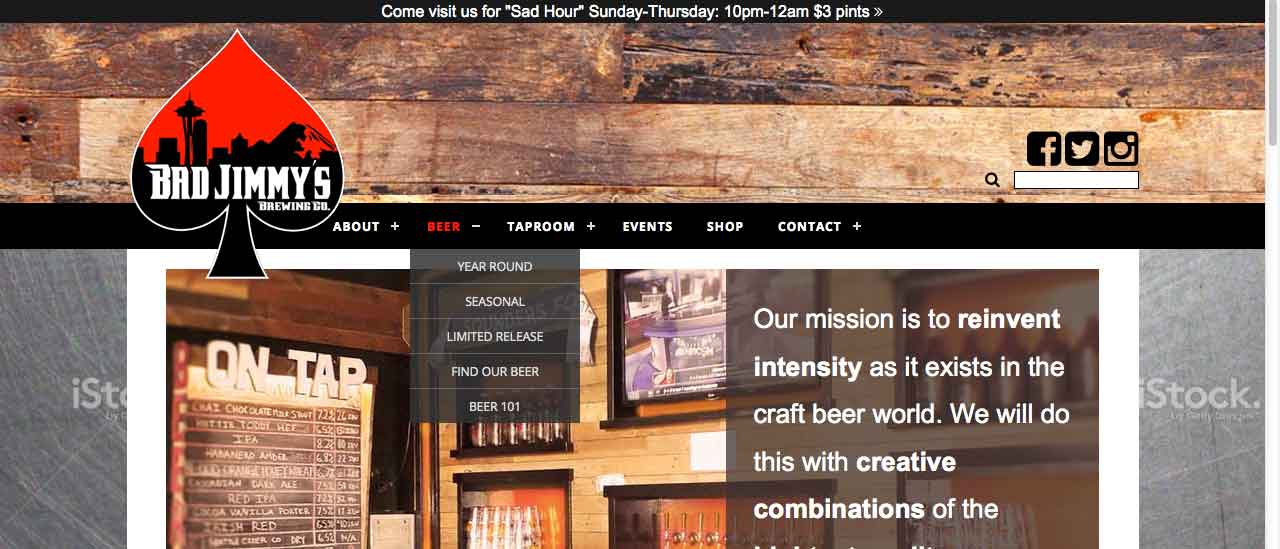 Come visit us for "Sad Hour" Sunday-Thursday: 10pm-12am $3 pints »
BAD JIMMY'S
BREWING CO.
ABOUT +
BEER −
TAPROOM +
EVENTS
SHOP
CONTACT +
YEAR ROUND
SEASONAL
LIMITED RELEASE
FIND OUR BEER
BEER 101
ON TAP
CHAI CHOCOLATE MILK STOUT
HOTTIE TODDY HEF
IPA
HABANERO AMBER
BLOOD ORANGE HONEY WHEAT
CASCADIAN DARK ALE
RED IPA
COCOA VANILLA PORTER
IRISH RED
CIDER CO DRY
Our mission is to reinvent
intensity as it exists in the
craft beer world. We will do
this with creative
combinations of the
iStock.
by Getty Images